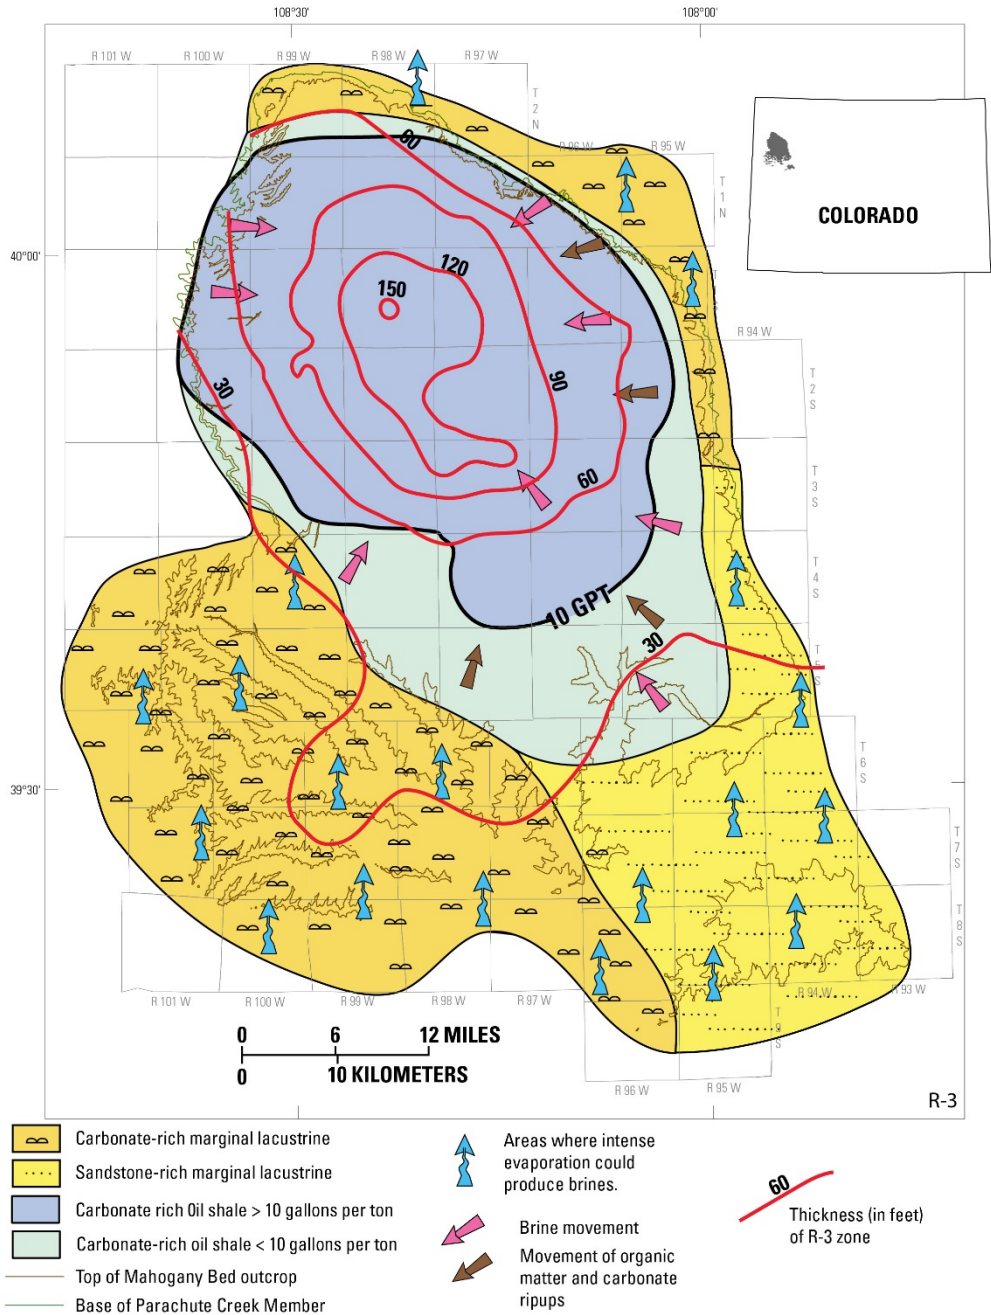 108°30'
108°00'
R 101 W
R 100 W
R 99 W
R 98 W
R 97 W
T
2
N
R 96 W
R 95 W
T
1
N
COLORADO
40°00'
60
120
150
T
R 94 W
30
90
T
2
S
60
T
3
S
10 GPT
T
4
S
30
T
5
S
T
6
S
39°30'
T
7
S
T
8
S
R 101 W
R 100 W
R 99 W
R 98 W
R 97 W
R 94 W
R 93 W
T
9
S
0
6
12 MILES
0
10 KILOMETERS
R 96 W
R 95 W
R-3
Carbonate-rich marginal lacustrine
Sandstone-rich marginal lacustrine
Carbonate rich Oil shale > 10 gallons per ton
Carbonate-rich oil shale < 10 gallons per ton
Top of Mahogany Bed outcrop
Base of Parachute Creek Member
Areas where intense
evaporation could
produce brines.
Brine movement
Movement of organic
matter and carbonate
ripups
60
Thickness (in feet)
of R-3 zone